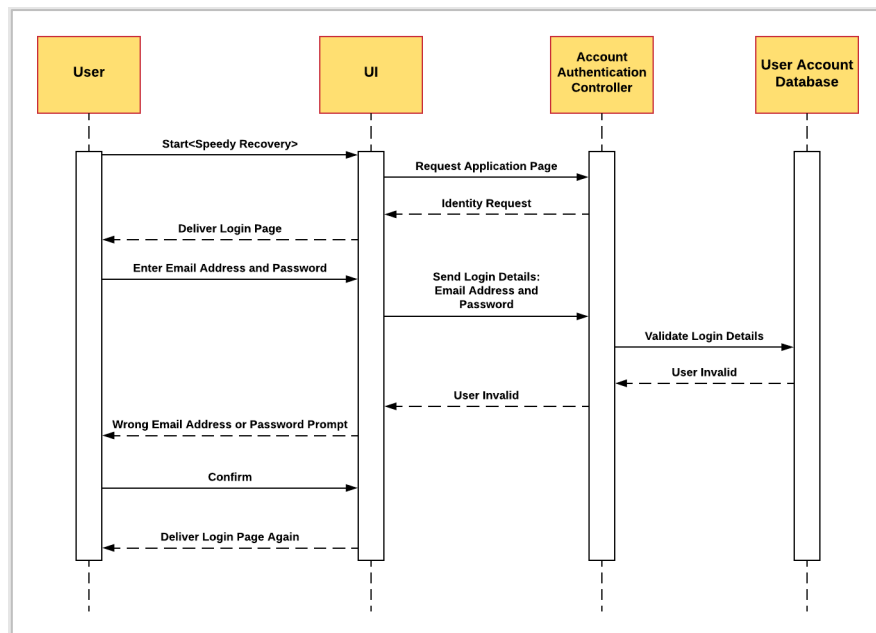 User
UI
Account
Authentication
Controller
User Account
Database
Start<Speedy Recovery>
Request Application Page
Identity Request
Deliver Login Page
Enter Email Address and Password
Send Login Details:
Email Address and
Password
Validate Login Details
User Invalid
User Invalid
Wrong Email Address or Password Prompt
Confirm
Deliver Login Page Again